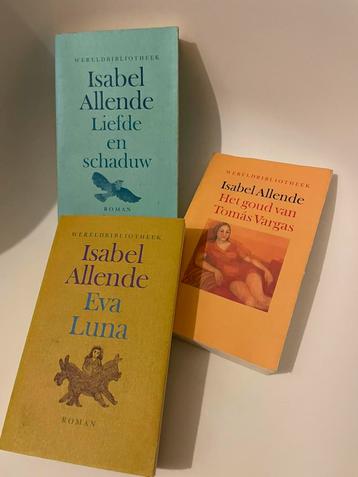 WERELDBIBLIOTHEEK
Isabel
Allende
Liefde
en
schaduw
ROMAN
WERELDBIBLIOTHEEK
Isabel Allende
Het goud van
Tomás Vargas
WERELDBIBLIOTHEEK
Isabel
Allende
Eva
Luna
ROMAN